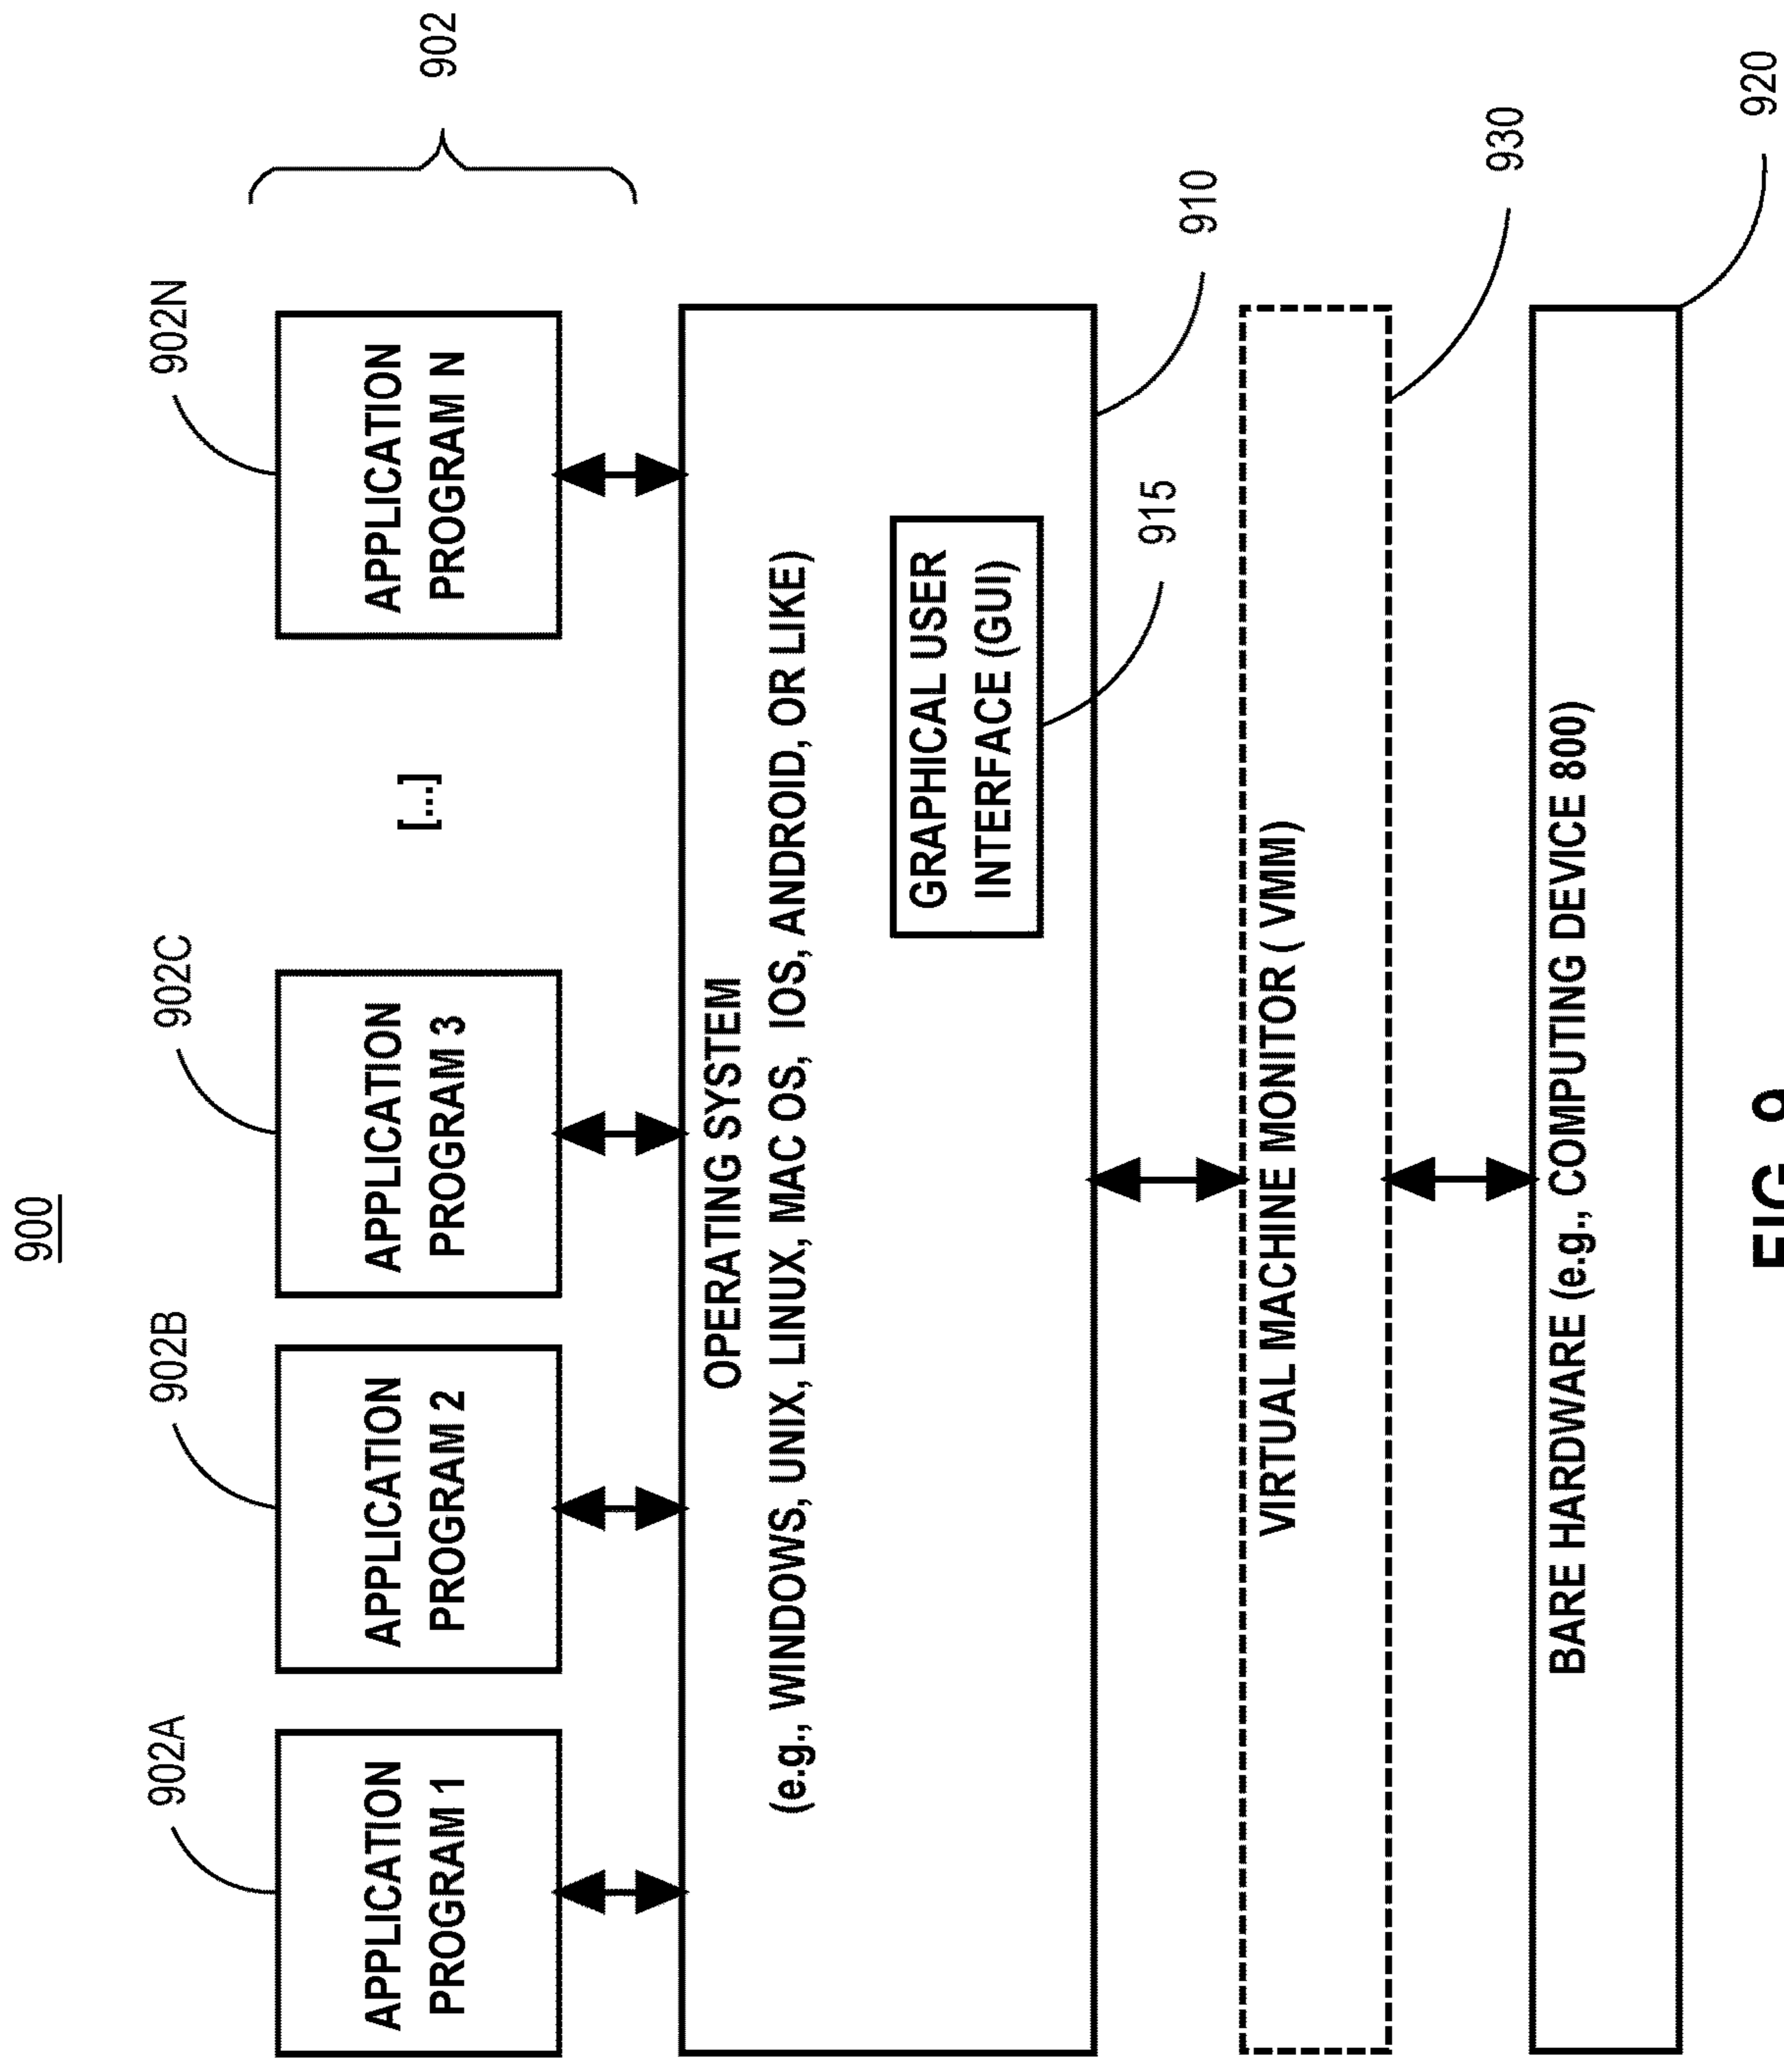 900
902A
902B
902C
902N
902
APPLICATION
PROGRAM 1
APPLICATION
PROGRAM 2
APPLICATION
PROGRAM 3
[...]
APPLICATION
PROGRAM N
OPERATING SYSTEM
(e.g., WINDOWS, UNIX, LINUX, MAC OS, IOS, ANDROID, OR LIKE)
GRAPHICAL USER
INTERFACE (GUI)
910
915
VIRTUAL MACHINE MONITOR ( VMM)
930
BARE HARDWARE (e.g., COMPUTING DEVICE 800)
920
FIG. 9